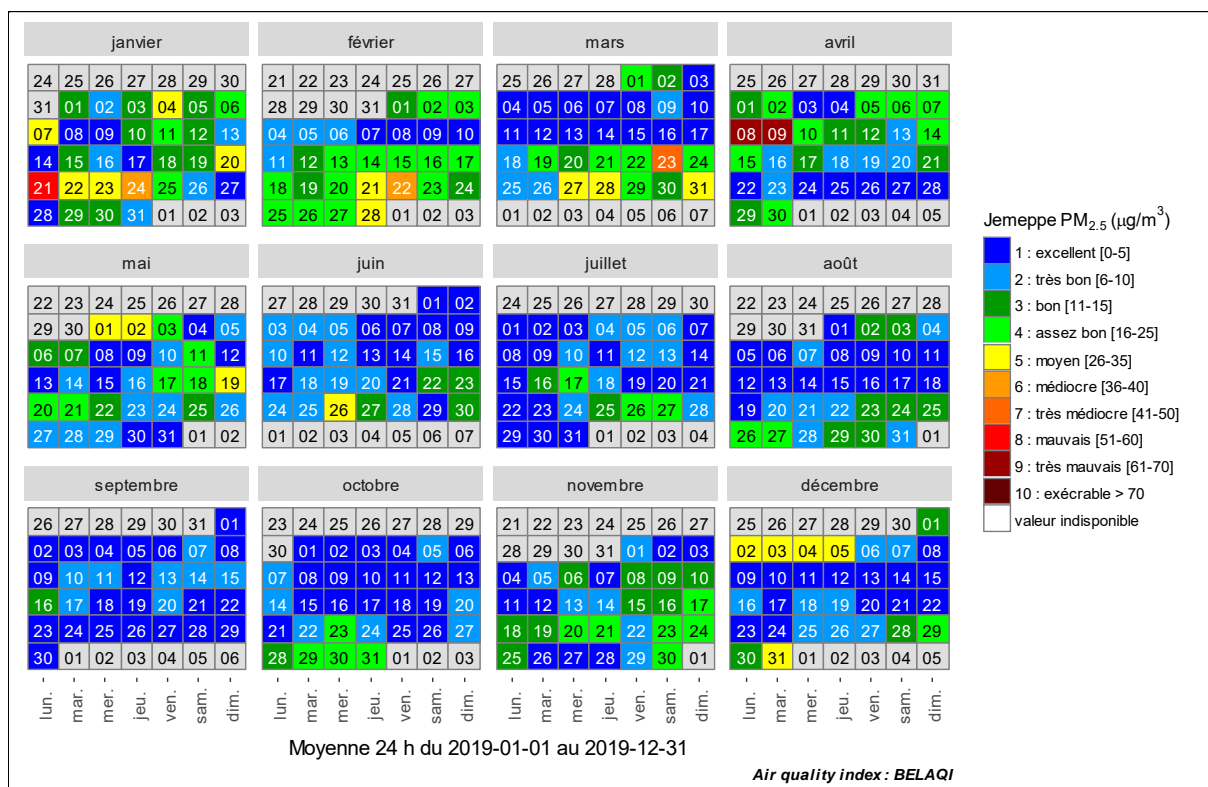 janvier février mars avril
24 25 26 27 28 29 30 21 22 23 24 25 26 27 25 26 27 28 01 02 03 25 26 27 28 29 30 31
31 01 02 03 04 05 06 28 29 30 31 01 02 03 04 05 06 07 08 09 10 01 02 03 04 05 06 07
07 08 09 10 11 12 13 04 05 06 07 08 09 10 11 12 13 14 15 16 17 08 09 10 11 12 13 14
14 15 16 17 18 19 20 11 12 13 14 15 16 17 18 19 20 21 22 23 24 15 16 17 18 19 20 21
21 22 23 24 25 26 27 18 19 20 21 22 23 24 25 26 27 28 29 30 31 22 23 24 25 26 27 28
28 29 30 31 01 02 03 25 26 27 28 01 02 03 01 02 03 04 05 06 07 29 30 01 02 03 04 05
mai juin juillet août
22 23 24 25 26 27 28 27 28 29 30 31 01 02 24 25 26 27 28 29 30 22 23 24 25 26 27 28
29 30 01 02 03 04 05 03 04 05 06 07 08 09 01 02 03 04 05 06 07 29 30 31 01 02 03 04
06 07 08 09 10 11 12 10 11 12 13 14 15 16 08 09 10 11 12 13 14 05 06 07 08 09 10 11
13 14 15 16 17 18 19 17 18 19 20 21 22 23 15 16 17 18 19 20 21 12 13 14 15 16 17 18
20 21 22 23 24 25 26 24 25 26 27 28 29 30 22 23 24 25 26 27 28 19 20 21 22 23 24 25
27 28 29 30 31 01 02 01 02 03 04 05 06 07 29 30 31 01 02 03 04 26 27 28 29 30 31 01
septembre octobre novembre décembre
26 27 28 29 30 31 01 23 24 25 26 27 28 29 21 22 23 24 25 26 27 25 26 27 28 29 30 01
02 03 04 05 06 07 08 30 01 02 03 04 05 06 28 29 30 31 01 02 03 02 03 04 05 06 07 08
09 10 11 12 13 14 15 07 08 09 10 11 12 13 04 05 06 07 08 09 10 09 10 11 12 13 14 15
16 17 18 19 20 21 22 14 15 16 17 18 19 20 11 12 13 14 15 16 17 16 17 18 19 20 21 22
23 24 25 26 27 28 29 21 22 23 24 25 26 27 18 19 20 21 22 23 24 23 24 25 26 27 28 29
30 01 02 03 04 05 06 28 29 30 31 01 02 03 25 26 27 28 29 30 01 30 31 01 02 03 04 05
lun. mar. mer. jeu. ven. sam. dim. lun. mar. mer. jeu. ven. sam. dim. lun. mar. mer. jeu. ven. sam. dim. lun. mar. mer. jeu. ven. sam. dim.
Moyenne 24 h du 2019-01-01 au 2019-12-31
Air quality index : BELAQI
Jemeppe PM2.5 (μg/m³)
1 : excellent [0-5]
2 : très bon [6-10]
3 : bon [11-15]
4 : assez bon [16-25]
5 : moyen [26-35]
6 : médiocre [36-40]
7 : très médiocre [41-50]
8 : mauvais [51-60]
9 : très mauvais [61-70]
10 : exécrable > 70
valeur indisponible